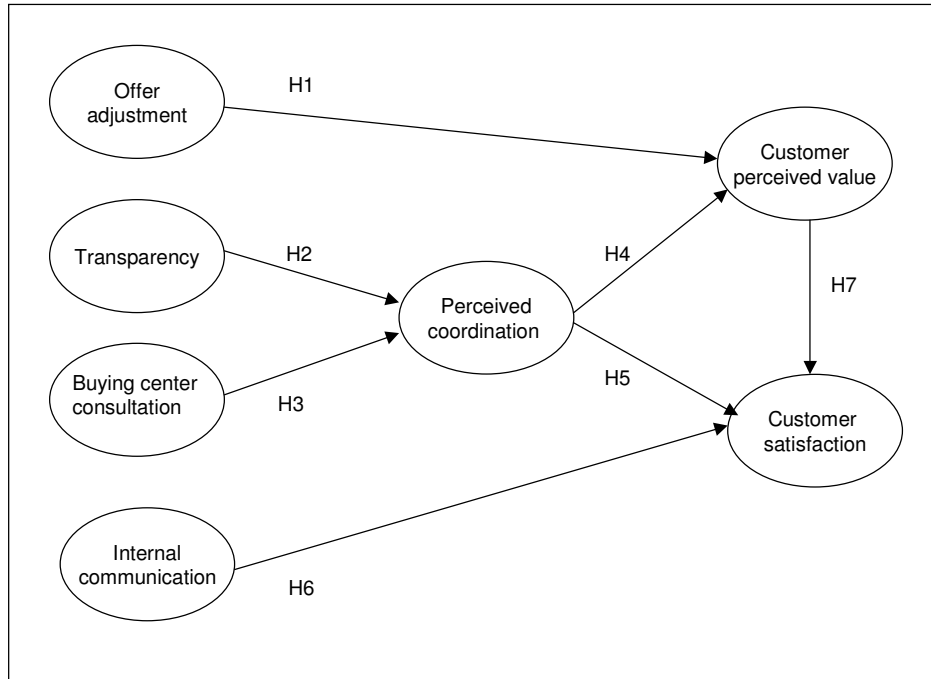 Offer
adjustment
H1
Customer
perceived value
Transparency
H2
H4
Perceived
coordination
H7
Buying center
consultation
H3
H5
Customer
satisfaction
Internal
communication
H6